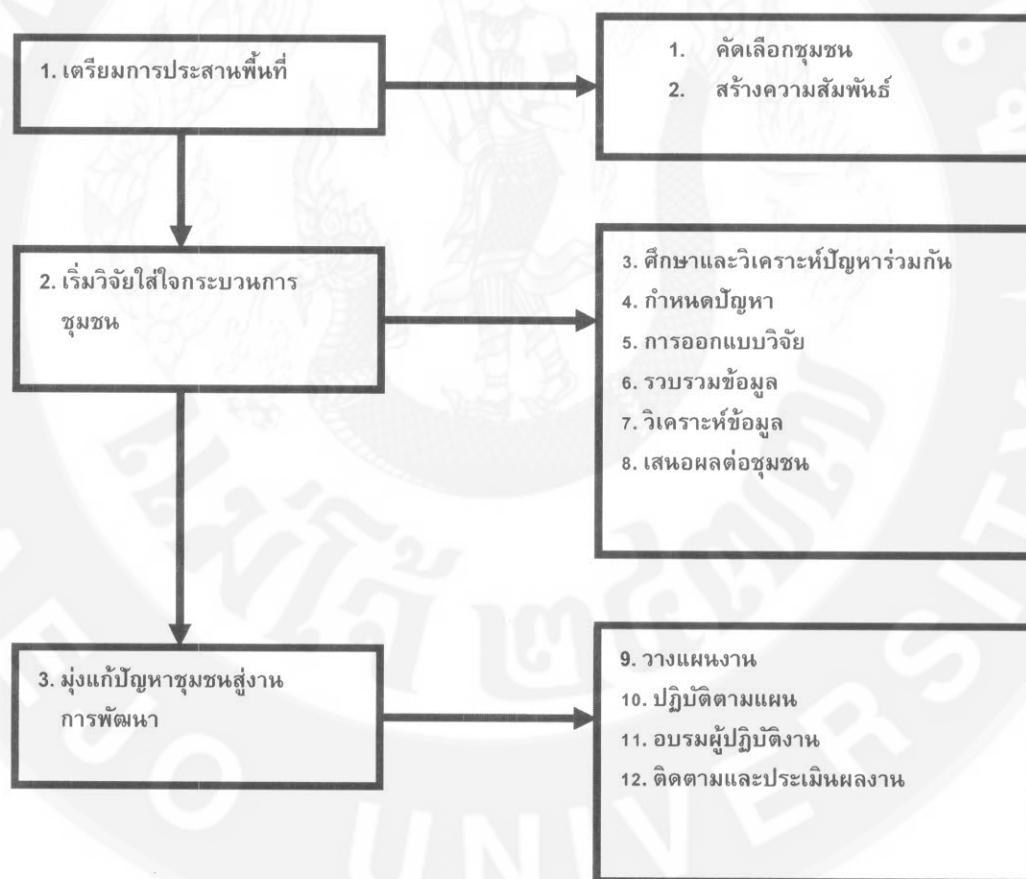 1. เตรียมการประสานพื้นที่
1. คัดเลือกชุมชน
2. สร้างความสัมพันธ์
2. เริ่มวิจัยใส่ใจกระบวนการ
ชุมชน
3. ศึกษาและวิเคราะห์ปัญหาร่วมกัน
4. กำหนดปัญหา
5. การออกแบบวิจัย
6. รวบรวมข้อมูล
7. วิเคราะห์ข้อมูล
8. เสนอผลต่อชุมชน
3. มุ่งแก้ปัญหาชุมชนสู่งาน
การพัฒนา
9. วางแผนงาน
10. ปฏิบัติตามแผน
11. อบรมผู้ปฏิบัติงาน
12. ติดตามและประเมินผลงาน
แม่โจ้ ๒๔๗๗
JO UNIVERSITY